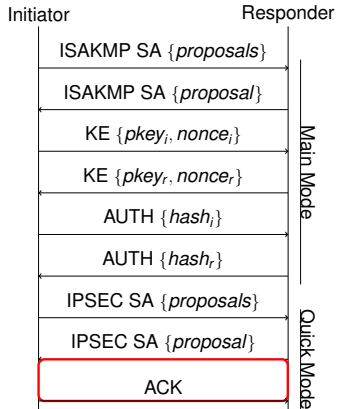 Initiator Responder
ISAKMP SA {proposals}
ISAKMP SA {proposal}
KE {pkeyᵢ, nonceᵢ}
KE {pkeyᵣ, nonceᵣ}
AUTH {hashᵢ}
AUTH {hashᵣ}
Main Mode
IPSEC SA {proposals}
IPSEC SA {proposal}
ACK
Quick Mode